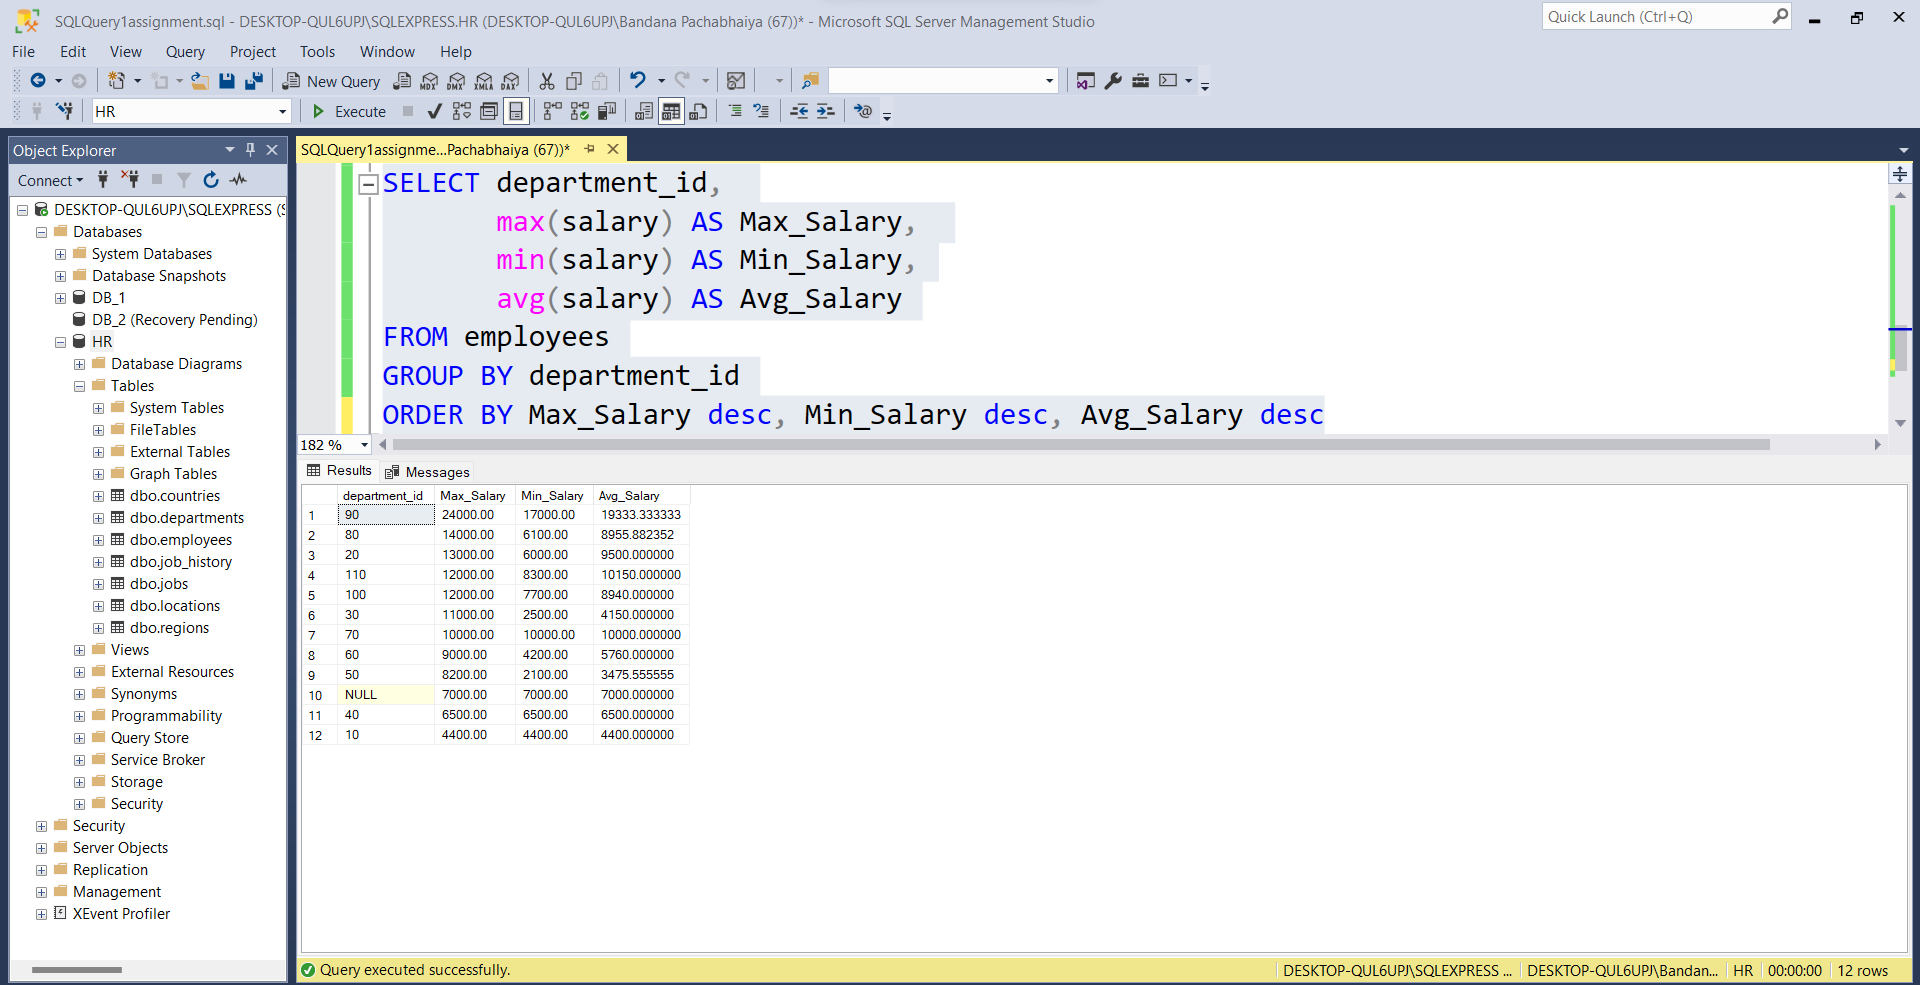 SQLQuery1assignment.sql - DESKTOP-QUL6UPJ\SQLEXPRESS.HR (DESKTOP-QUL6UPJ\Bandana Pachabhaiya (67))* - Microsoft SQL Server Management Studio
Quick Launch (Ctrl+Q)
File Edit View Query Project Tools Window Help
New Query MDX DMX XMLA DAX
HR Execute
Object Explorer
SQLQuery1assignme...Pachabhaiya (67))*
Connect
DESKTOP-QUL6UPJ\SQLEXPRESS (S
Databases
System Databases
Database Snapshots
DB_1
DB_2 (Recovery Pending)
HR
Database Diagrams
Tables
System Tables
FileTables
External Tables
Graph Tables
dbo.countries
dbo.departments
dbo.employees
dbo.job_history
dbo.jobs
dbo.locations
dbo.regions
Views
External Resources
Synonyms
Programmability
Query Store
Service Broker
Storage
Security
Security
Server Objects
Replication
Management
XEvent Profiler
SELECT department_id,
max(salary) AS Max_Salary,
min(salary) AS Min_Salary,
avg(salary) AS Avg_Salary
FROM employees
GROUP BY department_id
ORDER BY Max_Salary desc, Min_Salary desc, Avg_Salary desc
182 %
Results Messages
department_id Max_Salary Min_Salary Avg_Salary
1 90 24000.00 17000.00 19333.333333
2 80 14000.00 6100.00 8955.882352
3 20 13000.00 6000.00 9500.000000
4 110 12000.00 8300.00 10150.000000
5 100 12000.00 7700.00 8940.000000
6 30 11000.00 2500.00 4150.000000
7 70 10000.00 10000.00 10000.000000
8 60 9000.00 4200.00 5760.000000
9 50 8200.00 2100.00 3475.555555
10 NULL 7000.00 7000.00 7000.000000
11 40 6500.00 6500.00 6500.000000
12 10 4400.00 4400.00 4400.000000
Query executed successfully. DESKTOP-QUL6UPJ\SQLEXPRESS ... DESKTOP-QUL6UPJ\Bandan... HR 00:00:00 12 rows